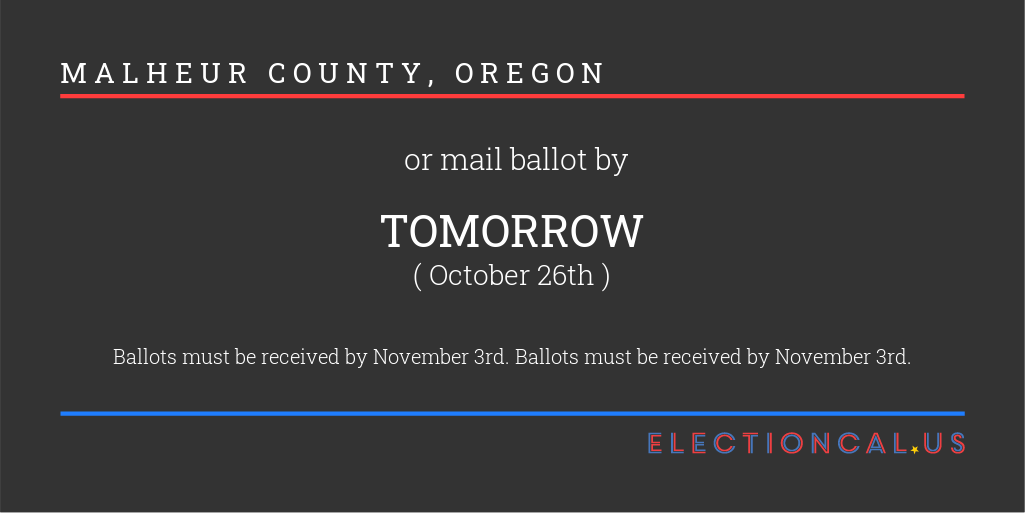 MALHEUR COUNTY, OREGON
or mail ballot by
TOMORROW
( October 26th )
Ballots must be received by November 3rd. Ballots must be received by November 3rd.
ELECTIONCAL.US